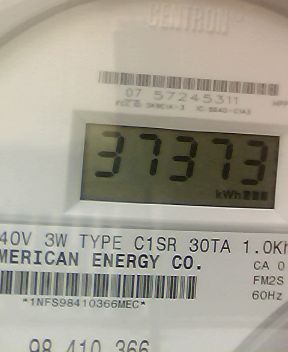 CENTRON
07 57245311
37373
kWh
40V 3W TYPE C1SR 30TA 1.0Kh
MERICAN ENERGY CO.
CA 0
FM2S
*1NFS98410366MEC*
60Hz
98 410 366